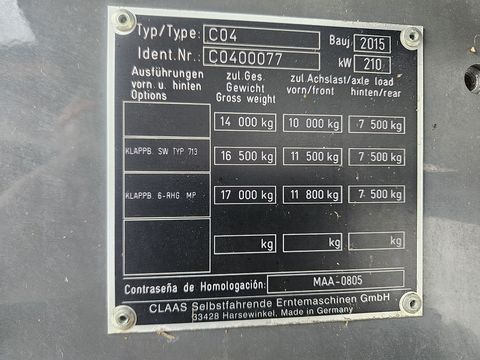 Typ/Type: C04 Bauj. 2015
Ident.Nr.: C0400077 kW 210
Ausführungen zul.Ges. zul.Achslast/axle load
vorn u. hinten Gewicht vorn/front hinten/rear
Options Gross weight
14 000 kg 10 000 kg 7 500 kg
KLAPPB. SW TYP 713 16 500 kg 11 500 kg 7 500 kg
KLAPPB. 6-RHG MP 17 000 kg 11 800 kg 7 500 kg
kg kg kg
Contraseña de Homologación: MAA-0805
CLAAS Selbstfahrende Erntemaschinen GmbH
33428 Harsewinkel, Made in Germany